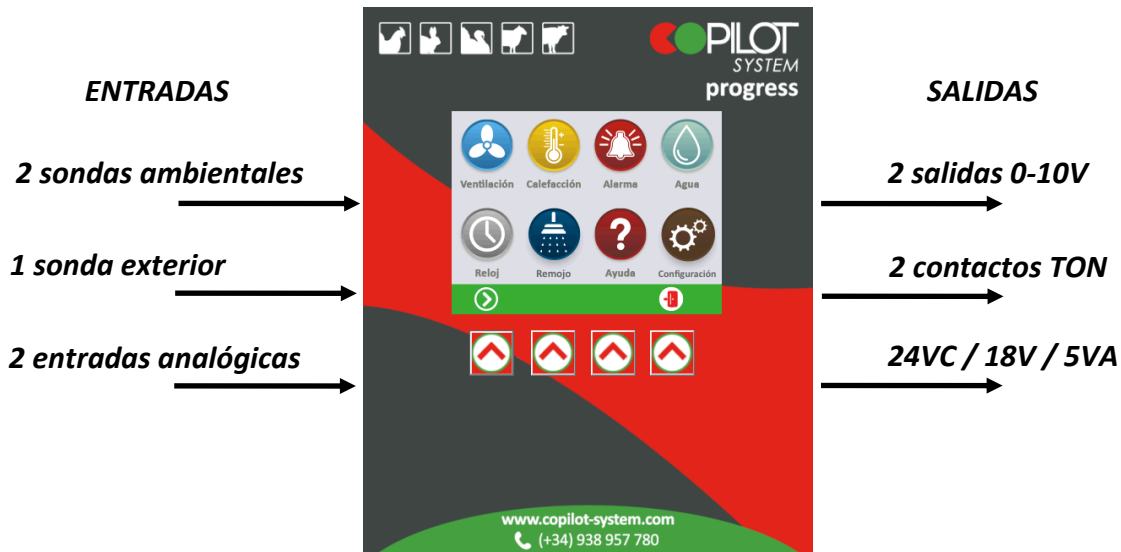 ENTRADAS
2 sondas ambientales
1 sonda exterior
2 entradas analógicas
COPILOT
SYSTEM
progress
Ventilación Calefacción Alarma Agua
Reloj Remojo Ayuda Configuración
www.copilot-system.com
(+34) 938 957 780
SALIDAS
2 salidas 0-10V
2 contactos TON
24VC / 18V / 5VA